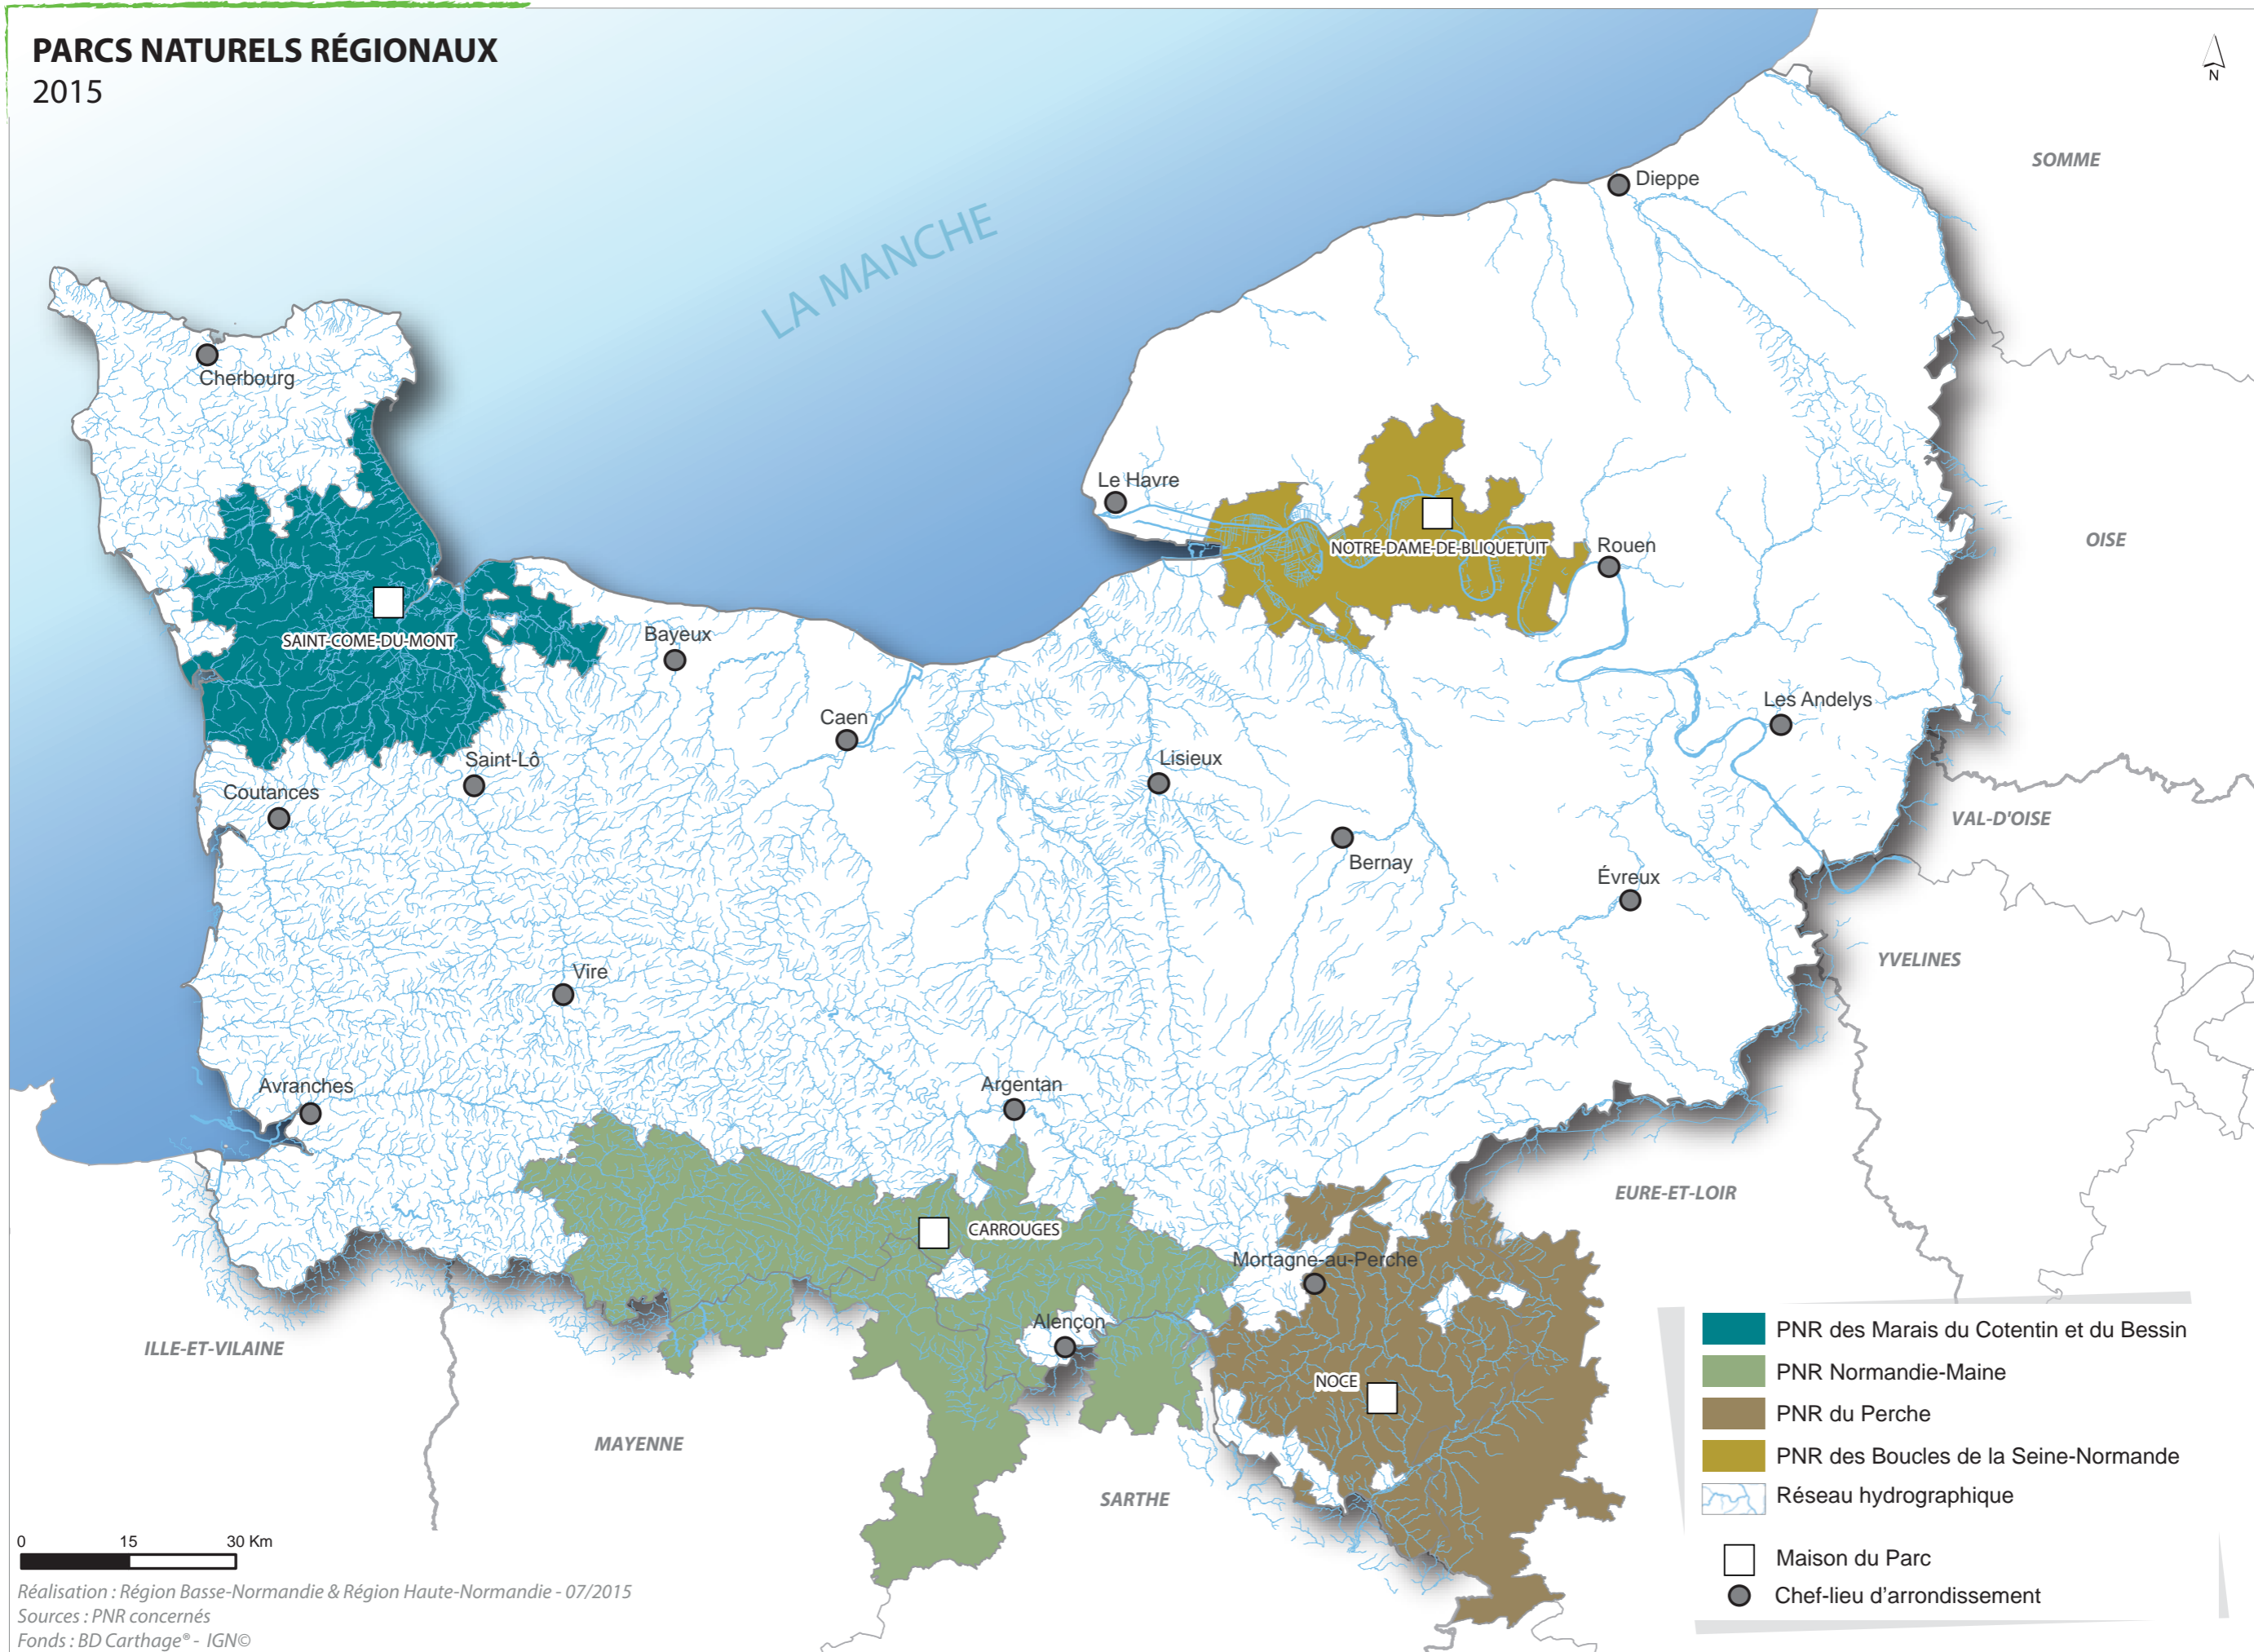 PARCS NATURELS RÉGIONAUX
2015
N
SOMME
Dieppe
LA MANCHE
Cherbourg
Le Havre
NOTRE-DAME-DE-BLIQUETUIT
Rouen
OISE
SAINT-COME-DU-MONT
Bayeux
Les Andelys
Caen
Saint-Lô
Lisieux
Coutances
VAL-D'OISE
Bernay
Évreux
YVELINES
Vire
Avranches
Argentan
EURE-ET-LOIR
CARROUGES
Mortagne-au-Perche
Alençon
ILLE-ET-VILAINE
NOCE
MAYENNE
SARTHE
PNR des Marais du Cotentin et du Bessin
PNR Normandie-Maine
PNR du Perche
PNR des Boucles de la Seine-Normande
Réseau hydrographique
Maison du Parc
Chef-lieu d'arrondissement
0 15 30 Km
Réalisation : Région Basse-Normandie & Région Haute-Normandie - 07/2015
Sources : PNR concernés
Fonds : BD Carthage® - IGN©